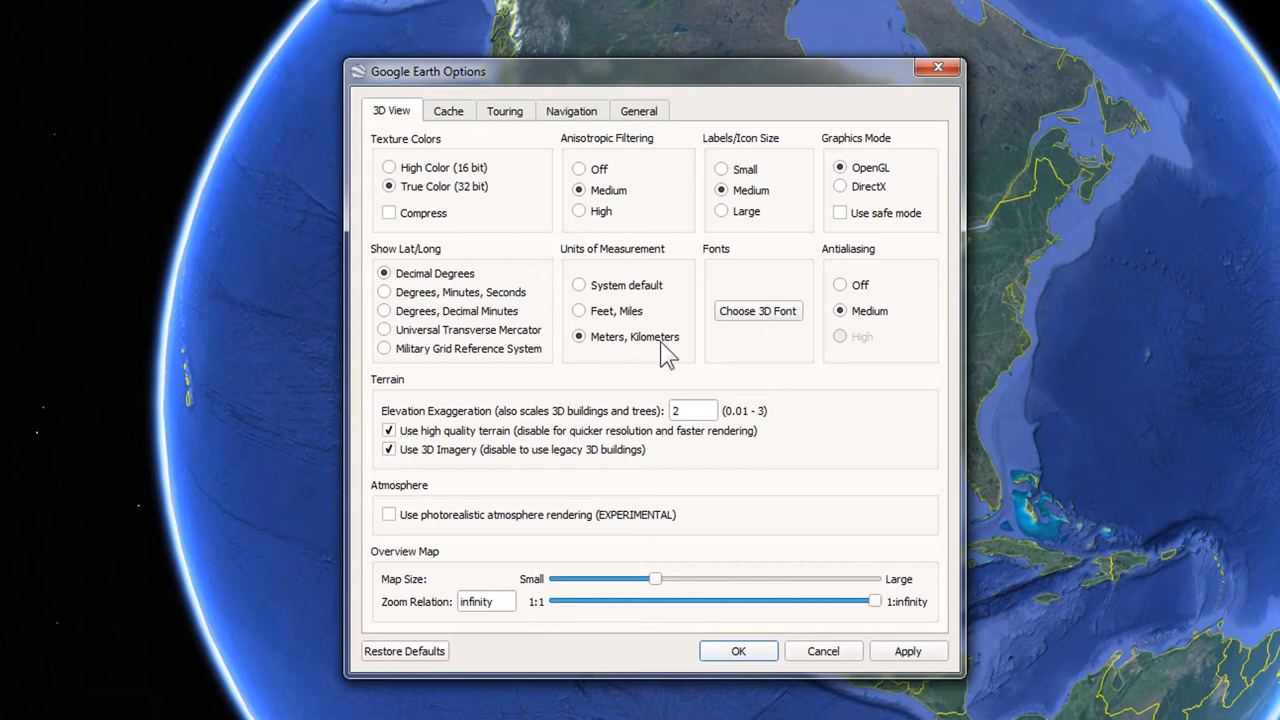 Google Earth Options
3D View Cache Touring Navigation General
Texture Colors
High Color (16 bit)
True Color (32 bit)
Compress
Anisotropic Filtering
Off
Medium
High
Labels/Icon Size
Small
Medium
Large
Graphics Mode
OpenGL
DirectX
Use safe mode
Show Lat/Long
Decimal Degrees
Degrees, Minutes, Seconds
Degrees, Decimal Minutes
Universal Transverse Mercator
Military Grid Reference System
Units of Measurement
System default
Feet, Miles
Meters, Kilometers
Fonts
Choose 3D Font
Antialiasing
Off
Medium
High
Terrain
Elevation Exaggeration (also scales 3D buildings and trees): 2 (0.01 - 3)
Use high quality terrain (disable for quicker resolution and faster rendering)
Use 3D Imagery (disable to use legacy 3D buildings)
Atmosphere
Use photorealistic atmosphere rendering (EXPERIMENTAL)
Overview Map
Map Size: Small Large
Zoom Relation: infinity 1:1 1:infinity
Restore Defaults OK Cancel Apply